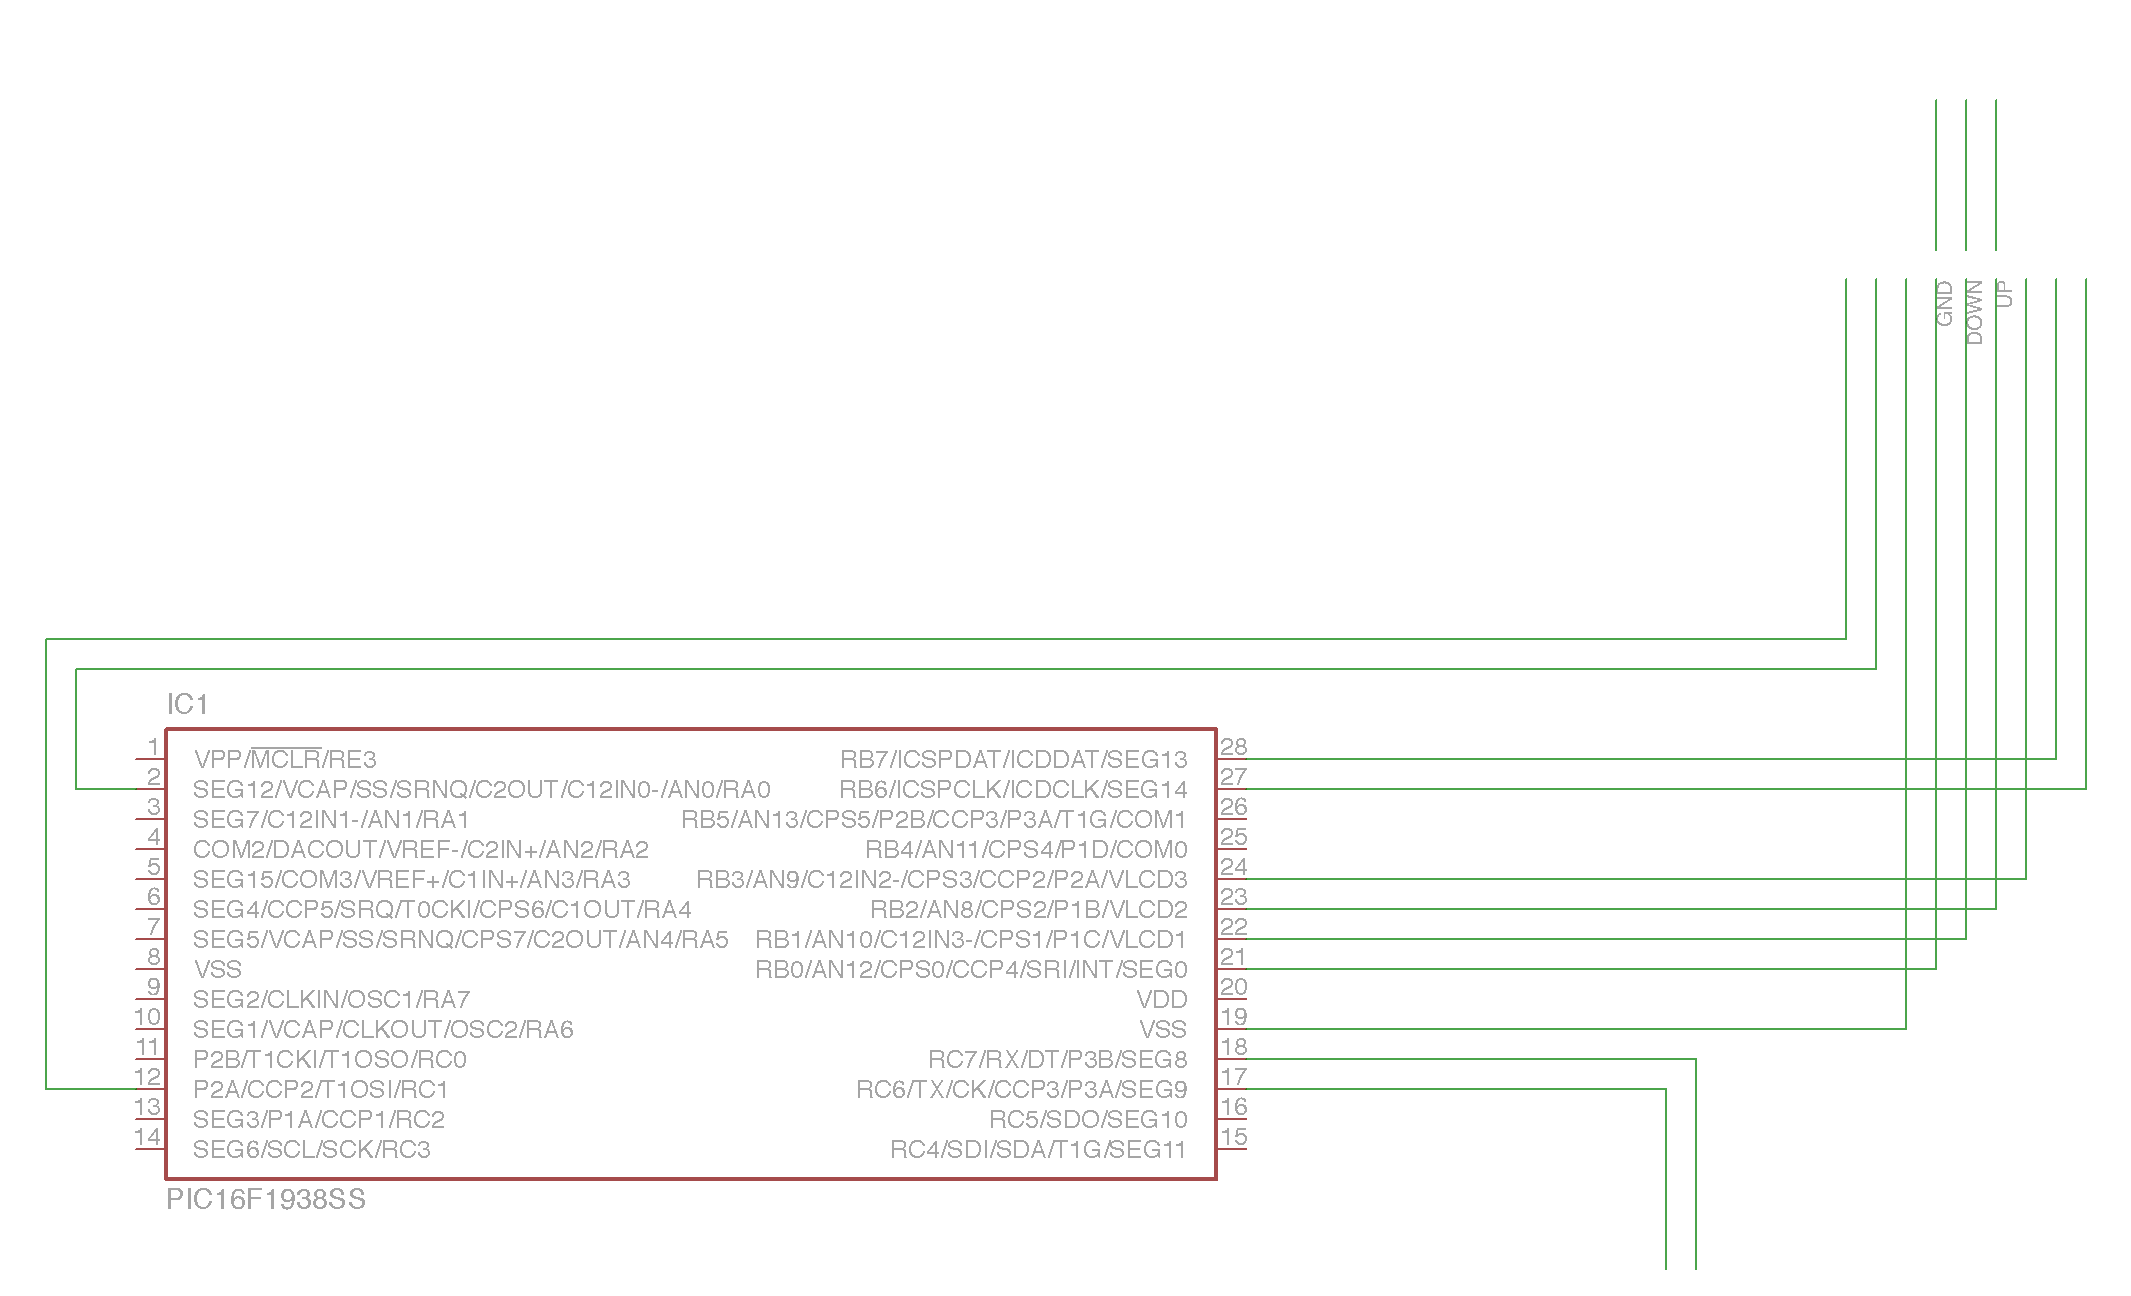 GND
DOWN
UP
IC1
1 VPP/MCLR/RE3 RB7/ICSPDAT/ICDDAT/SEG13 28
2 SEG12/VCAP/SS/SRNQ/C2OUT/C12IN0-/AN0/RA0 RB6/ICSPCLK/ICDCLK/SEG14 27
3 SEG7/C12IN1-/AN1/RA1 RB5/AN13/CPS5/P2B/CCP3/P3A/T1G/COM1 26
4 COM2/DACOUT/VREF-/C2IN+/AN2/RA2 RB4/AN11/CPS4/P1D/COM0 25
5 SEG15/COM3/VREF+/C1IN+/AN3/RA3 RB3/AN9/C12IN2-/CPS3/CCP2/P2A/VLCD3 24
6 SEG4/CCP5/SRQ/T0CKI/CPS6/C1OUT/RA4 RB2/AN8/CPS2/P1B/VLCD2 23
7 SEG5/VCAP/SS/SRNQ/CPS7/C2OUT/AN4/RA5 RB1/AN10/C12IN3-/CPS1/P1C/VLCD1 22
8 VSS RB0/AN12/CPS0/CCP4/SRI/INT/SEG0 21
9 SEG2/CLKIN/OSC1/RA7 VDD 20
10 SEG1/VCAP/CLKOUT/OSC2/RA6 VSS 19
11 P2B/T1CKI/T1OSO/RC0 RC7/RX/DT/P3B/SEG8 18
12 P2A/CCP2/T1OSI/RC1 RC6/TX/CK/CCP3/P3A/SEG9 17
13 SEG3/P1A/CCP1/RC2 RC5/SDO/SEG10 16
14 SEG6/SCL/SCK/RC3 RC4/SDI/SDA/T1G/SEG11 15
PIC16F1938SS